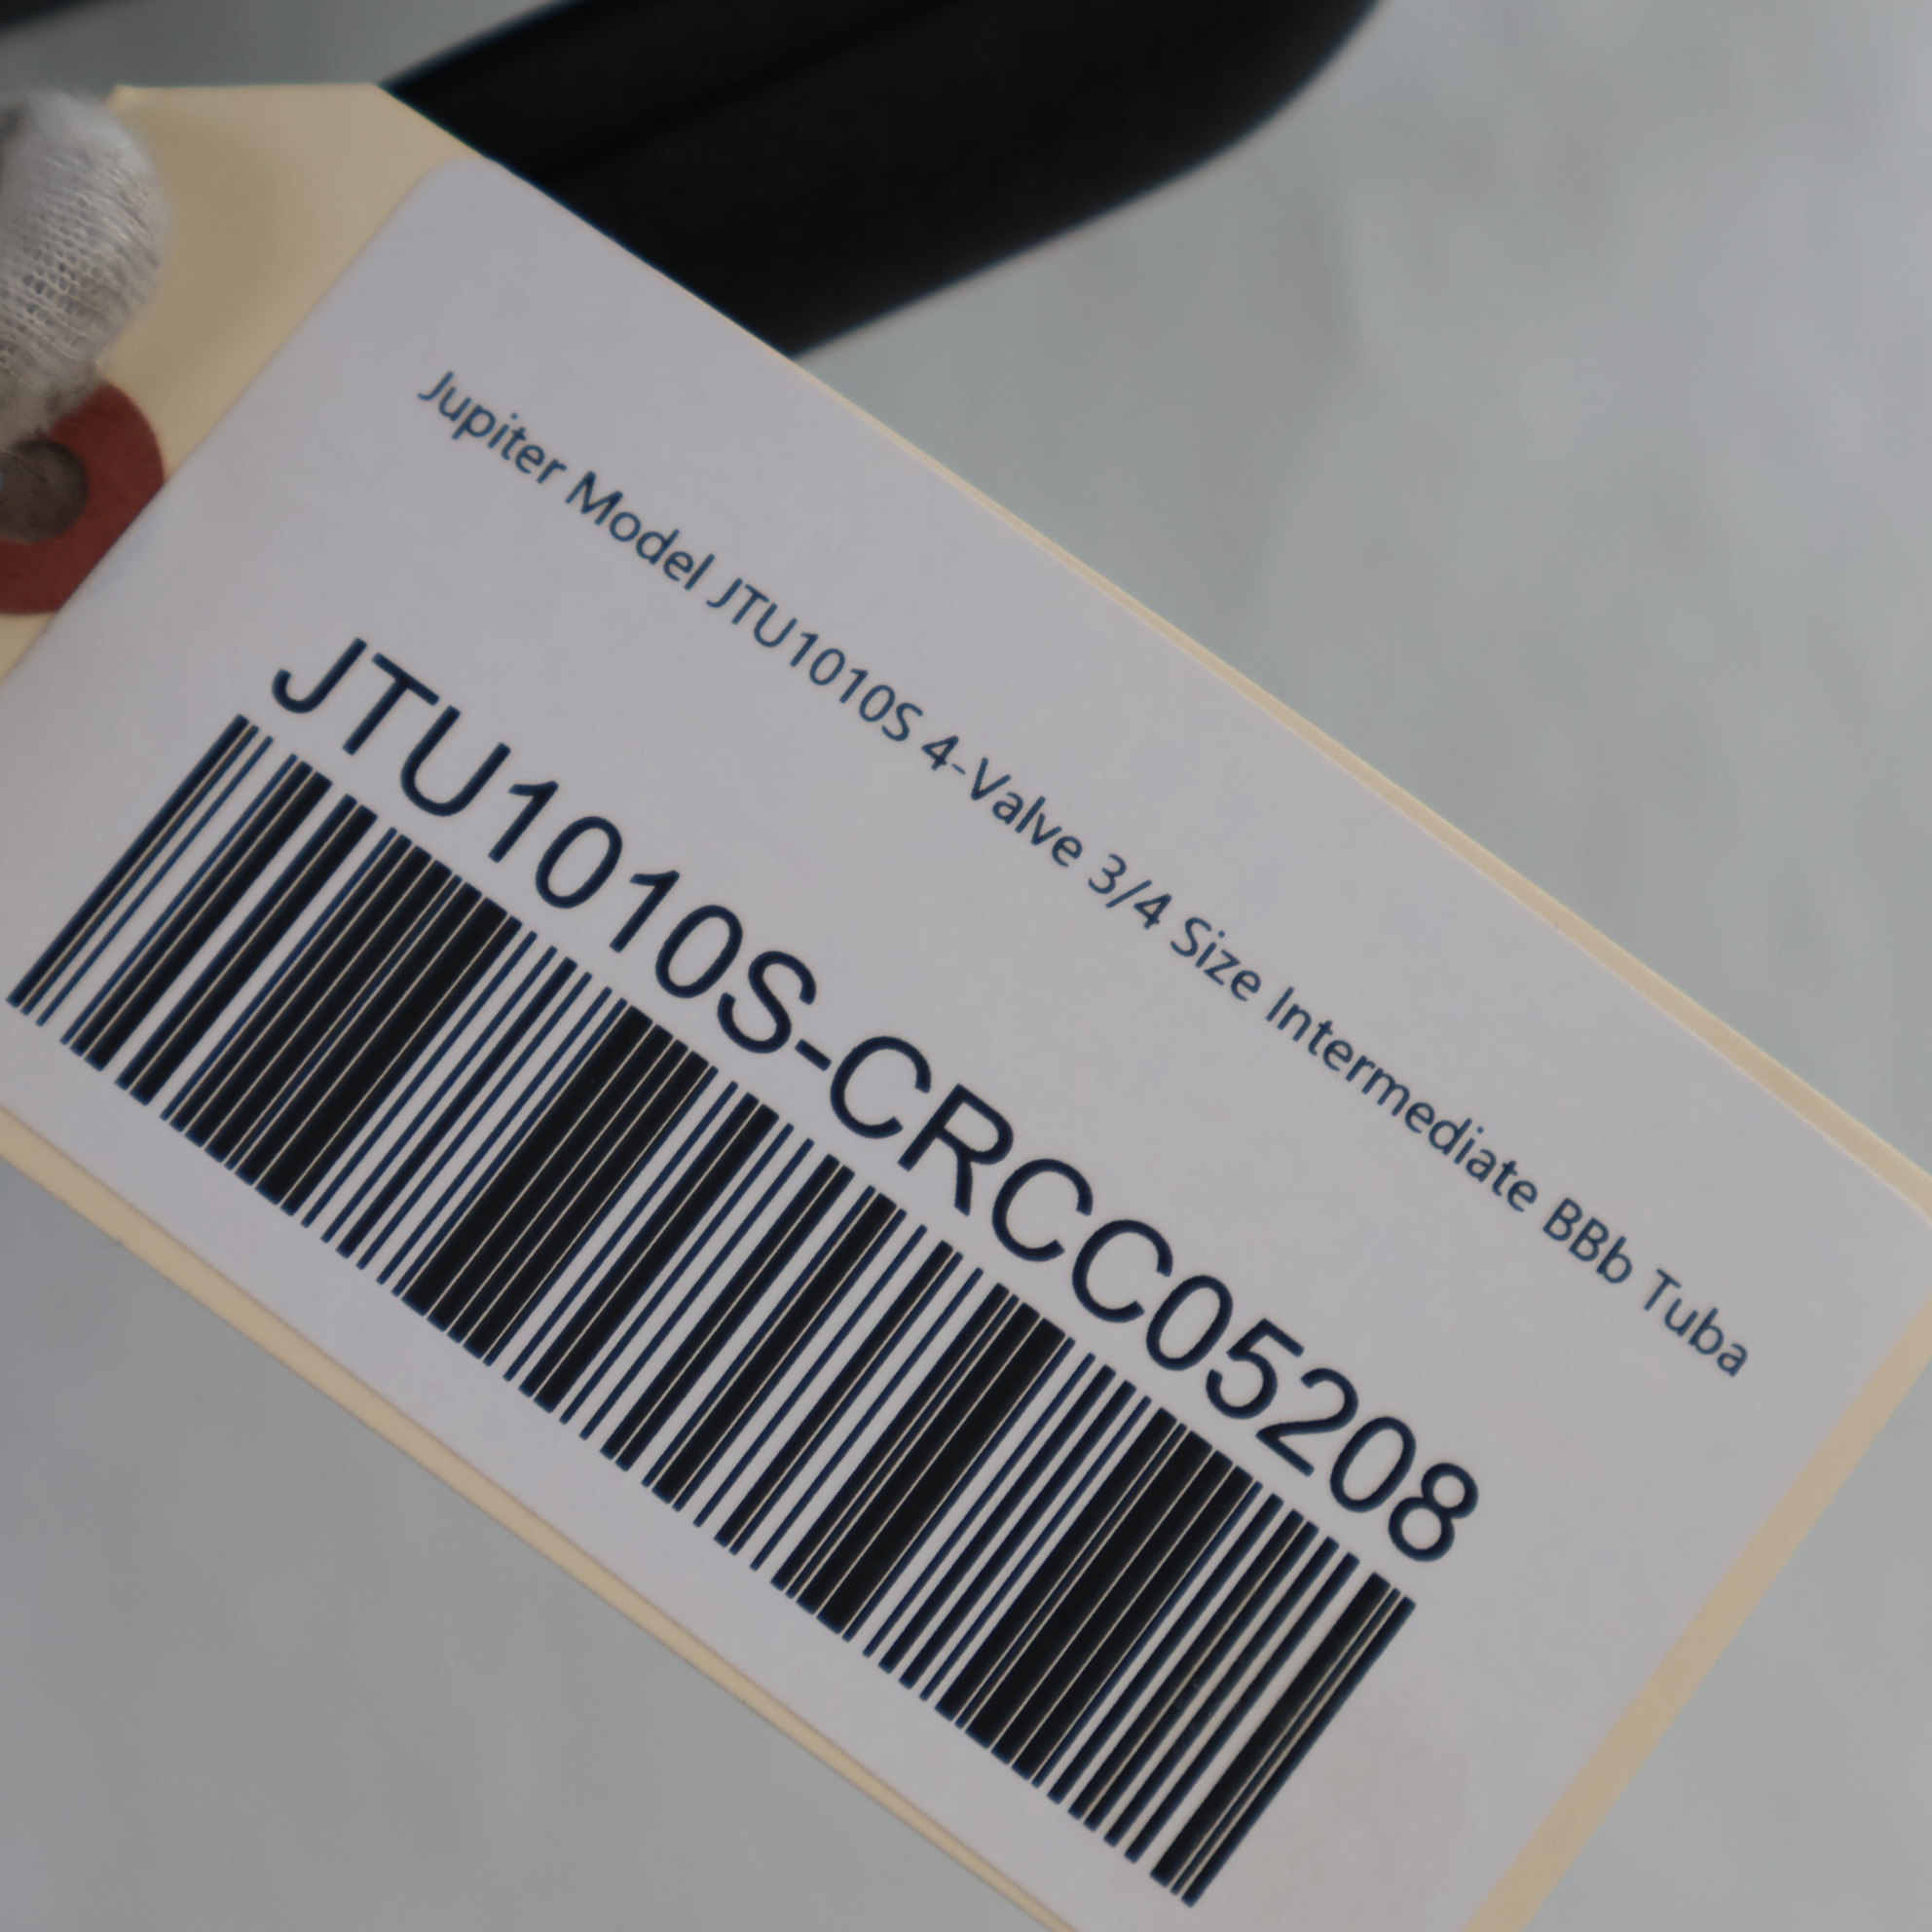 Jupiter Model JTU1010S 4-Valve 3/4 Size Intermediate BBb Tuba
JTU1010S-CRCC05208